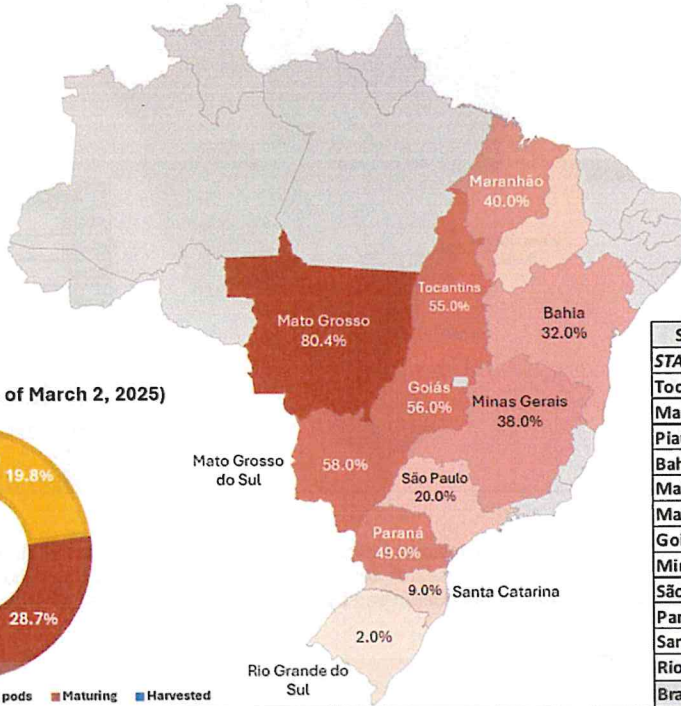 Maranhão
40.0%
Tocantins
55.0%
Mato Grosso
80.4%
Bahia
32.0%
Goiás
56.0%
Minas Gerais
38.0%
of March 2, 2025)
19.8%
28.7%
Mato Grosso
do Sul
58.0%
São Paulo
20.0%
Paraná
49.0%
9.0%
Santa Catarina
2.0%
Rio Grande do
Sul
pods
Maturing
Harvested
S
STA
Toc
Ma
Piau
Bah
Ma
Ma
Goi
Min
São
Par
San
Rio
Bra